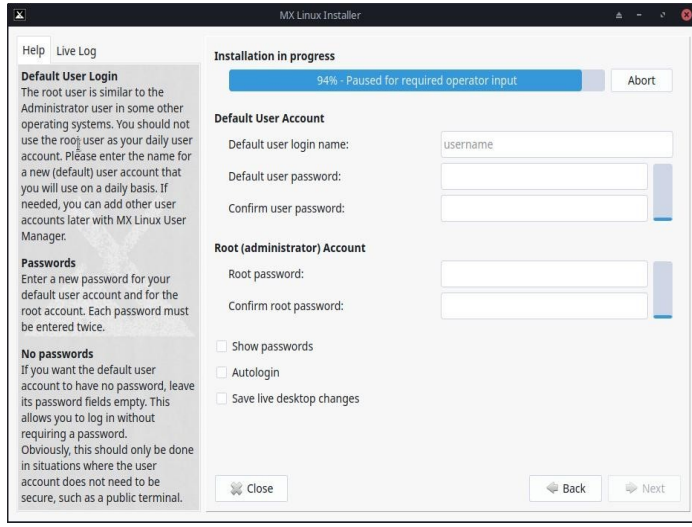 MX Linux Installer
Help
Live Log
Default User Login
The root user is similar to the
Administrator user in some other
operating systems. You should not
use the root user as your daily user
account. Please enter the name for
a new (default) user account that
you will use on a daily basis. If
needed, you can add other user
accounts later with MX Linux User
Manager.
Passwords
Enter a new password for your
default user account and for the
root account. Each password must
be entered twice.
No passwords
If you want the default user
account to have no password, leave
its password fields empty. This
allows you to log in without
requiring a password.
Obviously, this should only be done
in situations where the user
account does not need to be
secure, such as a public terminal.
Installation in progress
94% - Paused for required operator input
Abort
Default User Account
Default user login name:
username
Default user password:
Confirm user password:
Root (administrator) Account
Root password:
Confirm root password:
Show passwords
Autologin
Save live desktop changes
Close
Back
Next